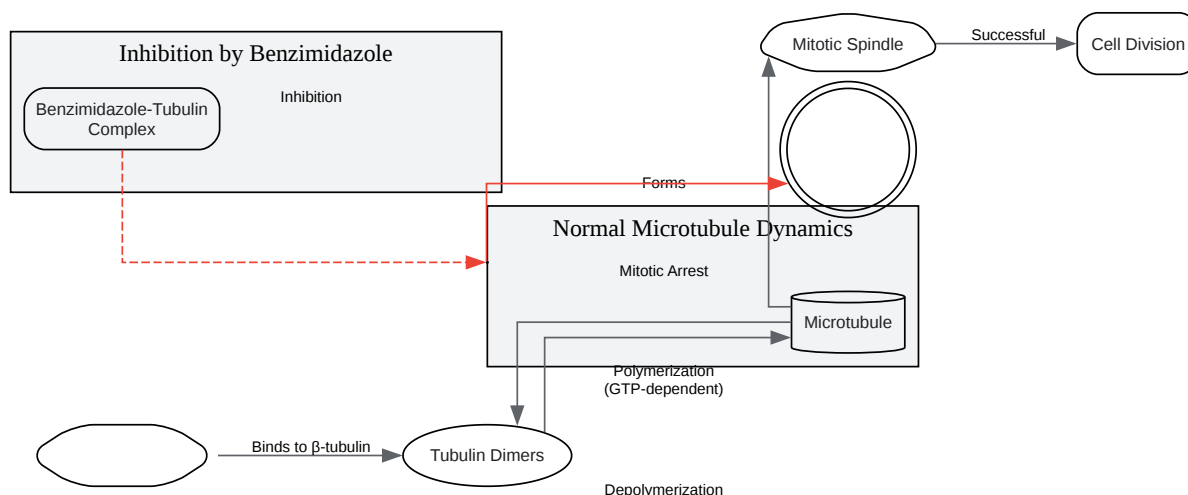 Mitotic Spindle
Successful
Cell Division
Inhibition by Benzimidazole
Inhibition
Benzimidazole-Tubulin
Complex
Forms
Normal Microtubule Dynamics
Mitotic Arrest
Microtubule
Polymerization
(GTP-dependent)
Binds to β-tubulin
Tubulin Dimers
Depolymerization